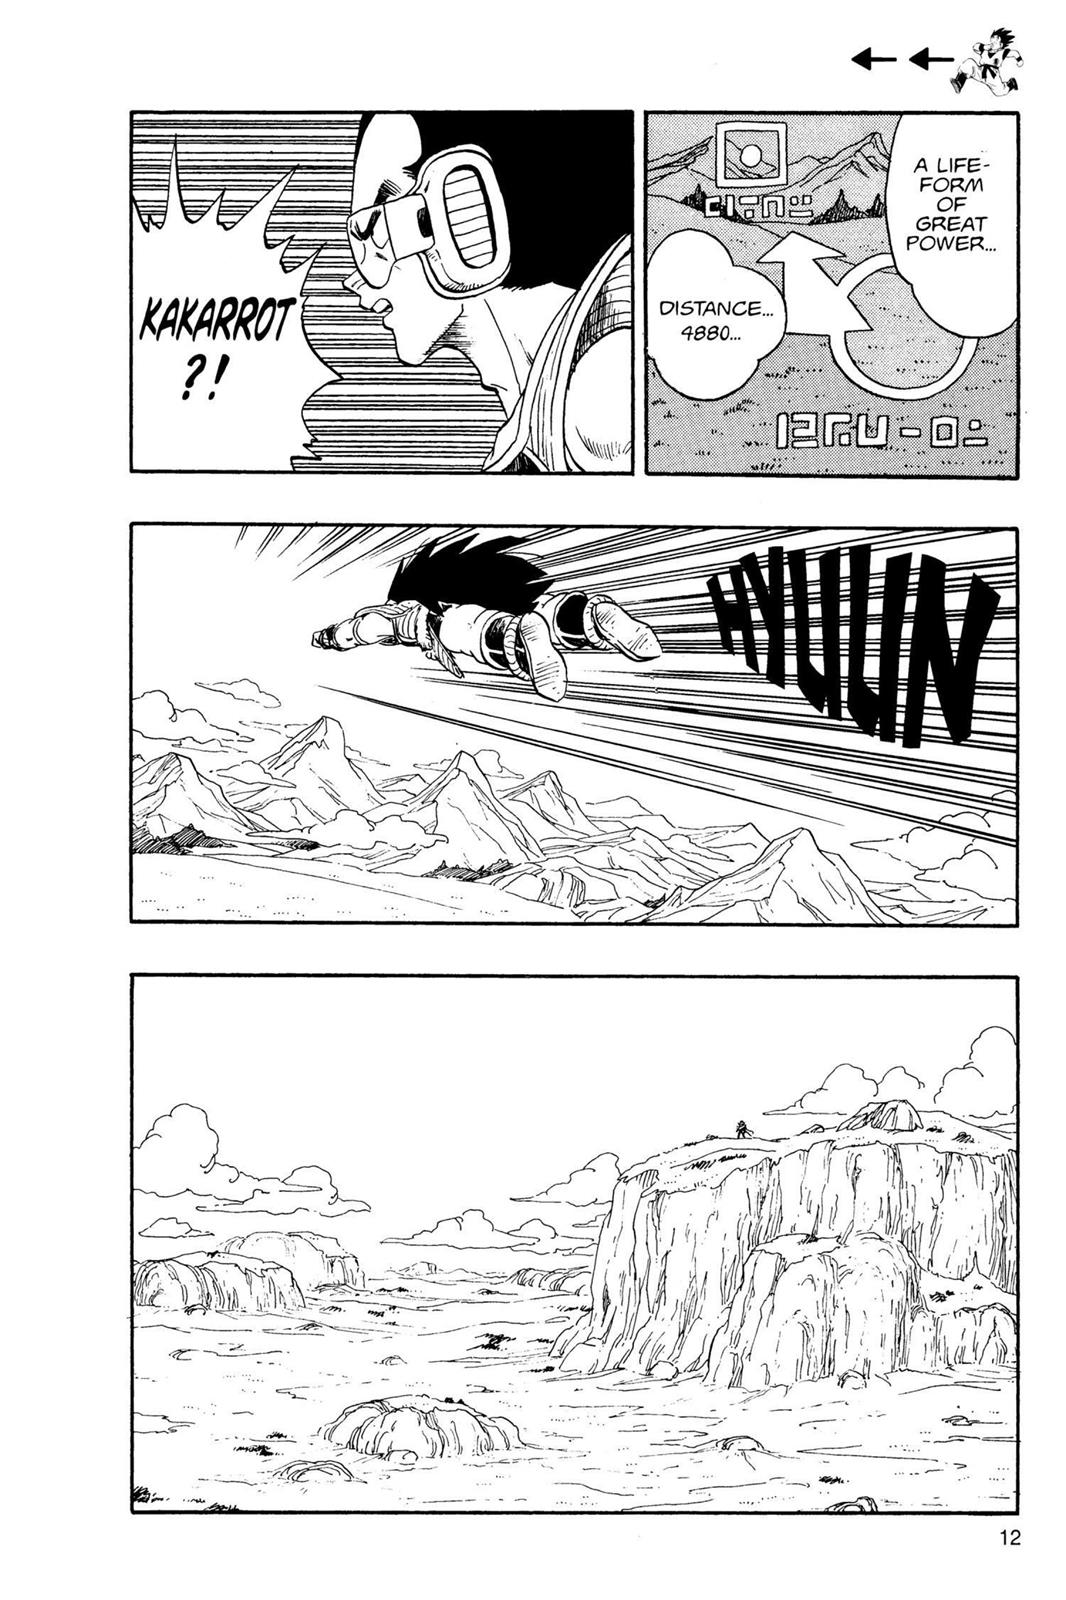 A LIFE-
FORM
OF
GREAT
POWER...
DISTANCE...
4880...
KAKARROT
?!
HYUUN
12